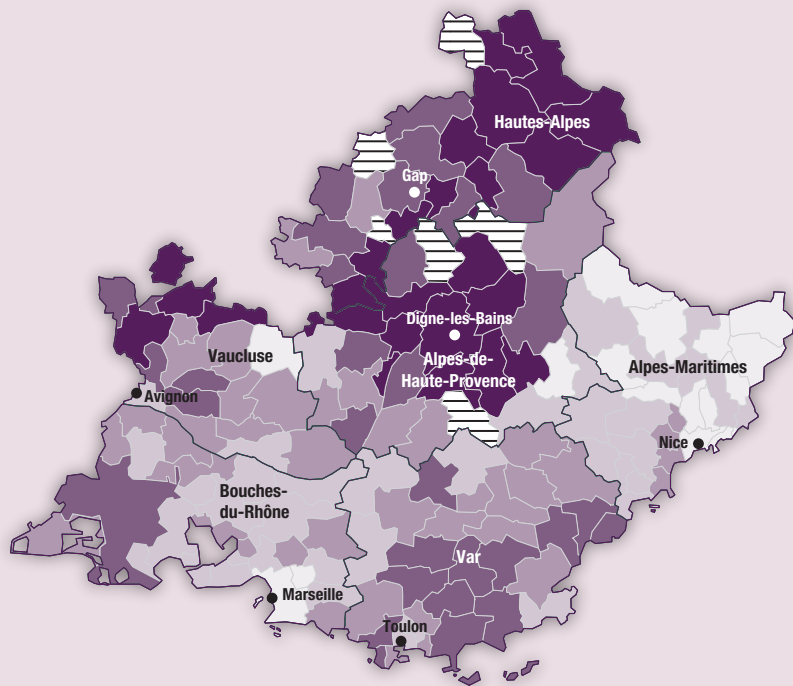 Hautes-Alpes
Gap
Digne-les-Bains
Alpes-de-
Haute-Provence
Vaucluse
Alpes-Maritimes
Avignon
Nice
Bouches-
du-Rhône
Var
Marseille
Toulon